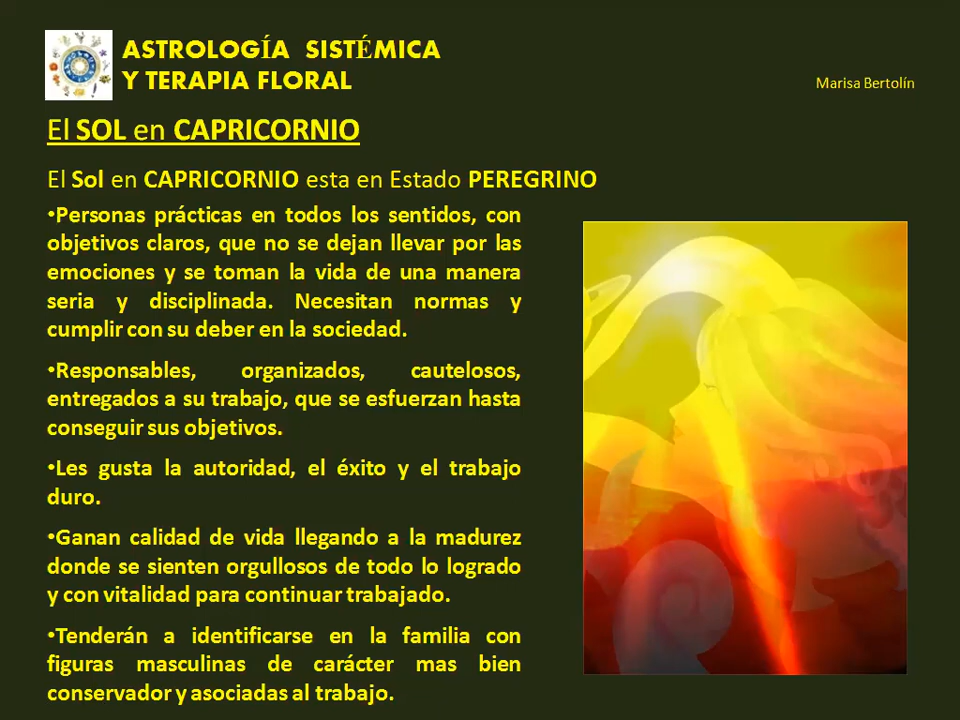 ASTROLOGÍA SISTÉMICA
Y TERAPIA FLORAL
Marisa Bertolín
El SOL en CAPRICORNIO
El Sol en CAPRICORNIO esta en Estado PEREGRINO
•Personas prácticas en todos los sentidos, con
objetivos claros, que no se dejan llevar por las
emociones y se toman la vida de una manera
seria y disciplinada. Necesitan normas y
cumplir con su deber en la sociedad.
•Responsables, organizados, cautelosos,
entregados a su trabajo, que se esfuerzan hasta
conseguir sus objetivos.
•Les gusta la autoridad, el éxito y el trabajo
duro.
•Ganan calidad de vida llegando a la madurez
donde se sienten orgullosos de todo lo logrado
y con vitalidad para continuar trabajado.
•Tenderán a identificarse en la familia con
figuras masculinas de carácter mas bien
conservador y asociadas al trabajo.